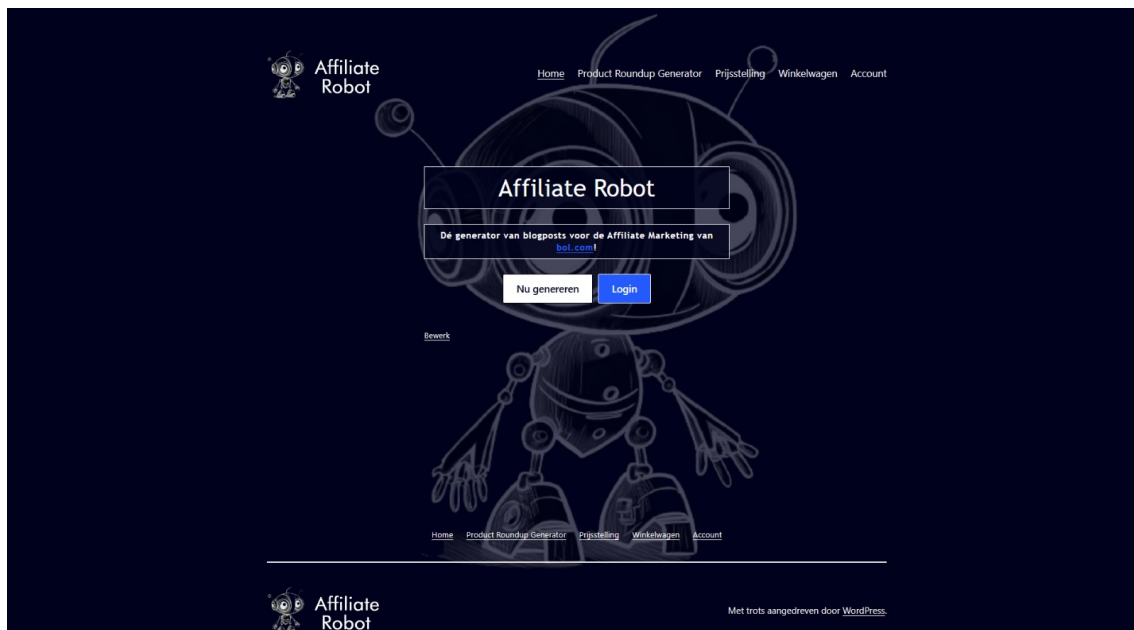 Affiliate
Robot
Home Product Roundup Generator Prijsstelling Winkelwagen Account
Affiliate Robot
Dé generator van blogposts voor de Affiliate Marketing van
bol.com!
Nu genereren Login
Bewerk
Home Product Roundup Generator Prijsstelling Winkelwagen Account
Affiliate
Robot
Met trots aangedreven door WordPress.